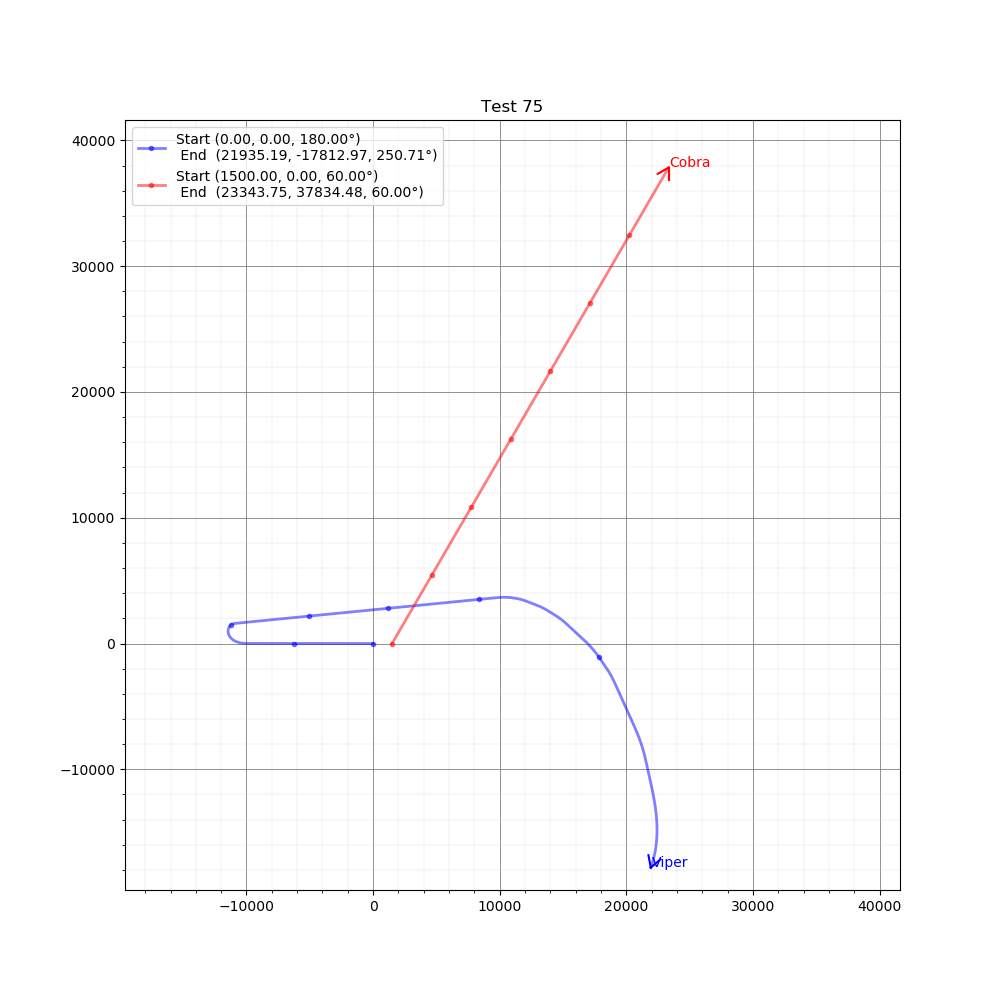 Test 75
Start (0.00, 0.00, 180.00°)
End (21935.19, -17812.97, 250.71°)
Start (1500.00, 0.00, 60.00°)
End (23343.75, 37834.48, 60.00°)
Cobra
Viper
40000
30000
20000
10000
0
−10000
−10000
0
10000
20000
30000
40000